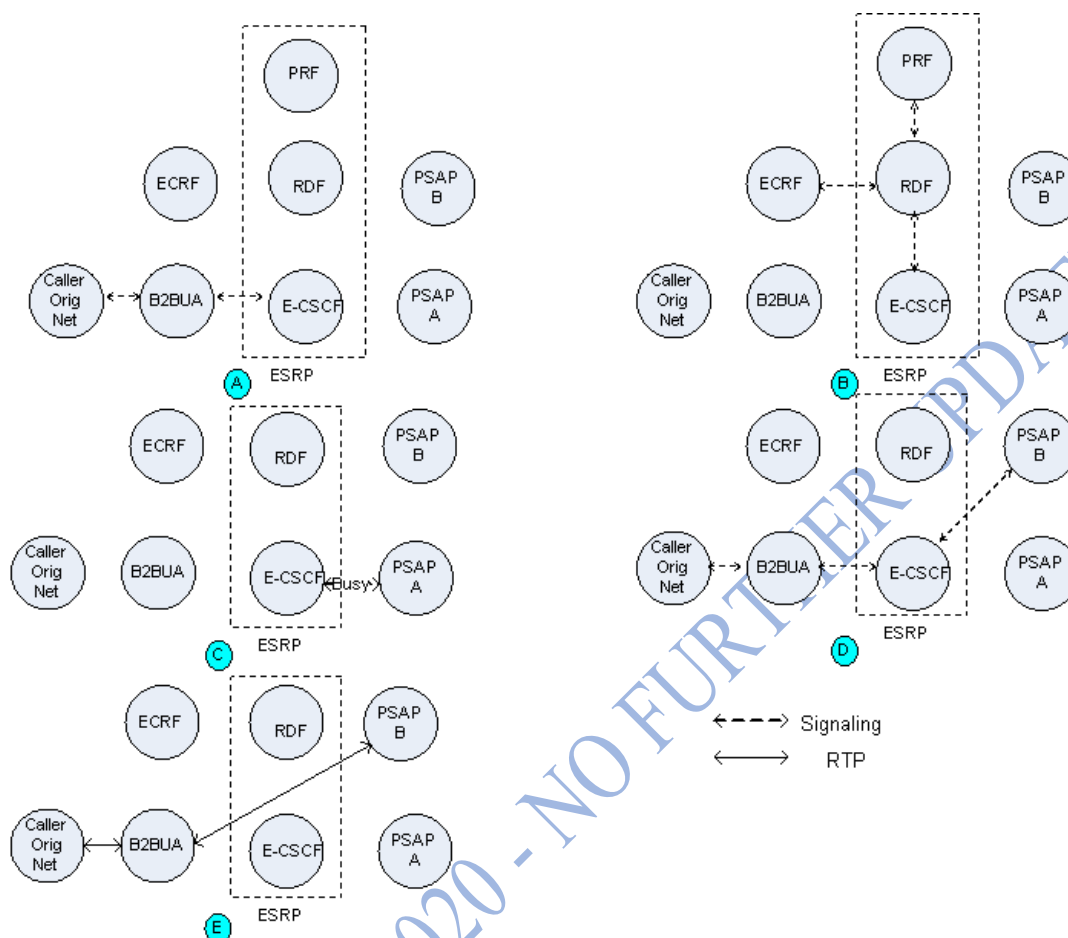 PRF
ECRF
RDF
PSAP
B
Caller
Orig
Net
B2BUA
E-CSCF
PSAP
A
ESRP
A
PRF
ECRF
RDF
PSAP
B
Caller
Orig
Net
B2BUA
E-CSCF
PSAP
A
ESRP
B
ECRF
RDF
PSAP
B
Caller
Orig
Net
B2BUA
E-CSCF
Busy
PSAP
A
ESRP
C
ECRF
RDF
PSAP
B
Caller
Orig
Net
B2BUA
E-CSCF
PSAP
A
ESRP
D
ECRF
RDF
PSAP
B
Caller
Orig
Net
B2BUA
E-CSCF
PSAP
A
ESRP
E
Signaling
RTP
020 - NO FURTHER UPDA